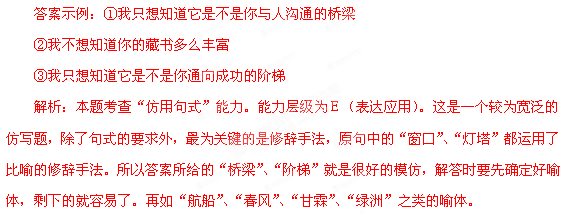 答案示例：①我只想知道它是不是你与人沟通的桥梁
②我不想知道你的藏书多么丰富
③我只想知道它是不是你通向成功的阶梯
解析：本题考查“仿用句式”能力。能力层级为E（表达应用）。这是一个较为宽泛的
仿写题，除了句式的要求外，最为关键的是修辞手法，原句中的“窗口”、“灯塔”都运用了
比喻的修辞手法。所以答案所给的“桥梁”、“阶梯”就是很好的模仿，解答时要先确定好喻
体，剩下的就容易了。再如“航船”、“春风”、“甘霖”、“绿洲”之类的喻体。